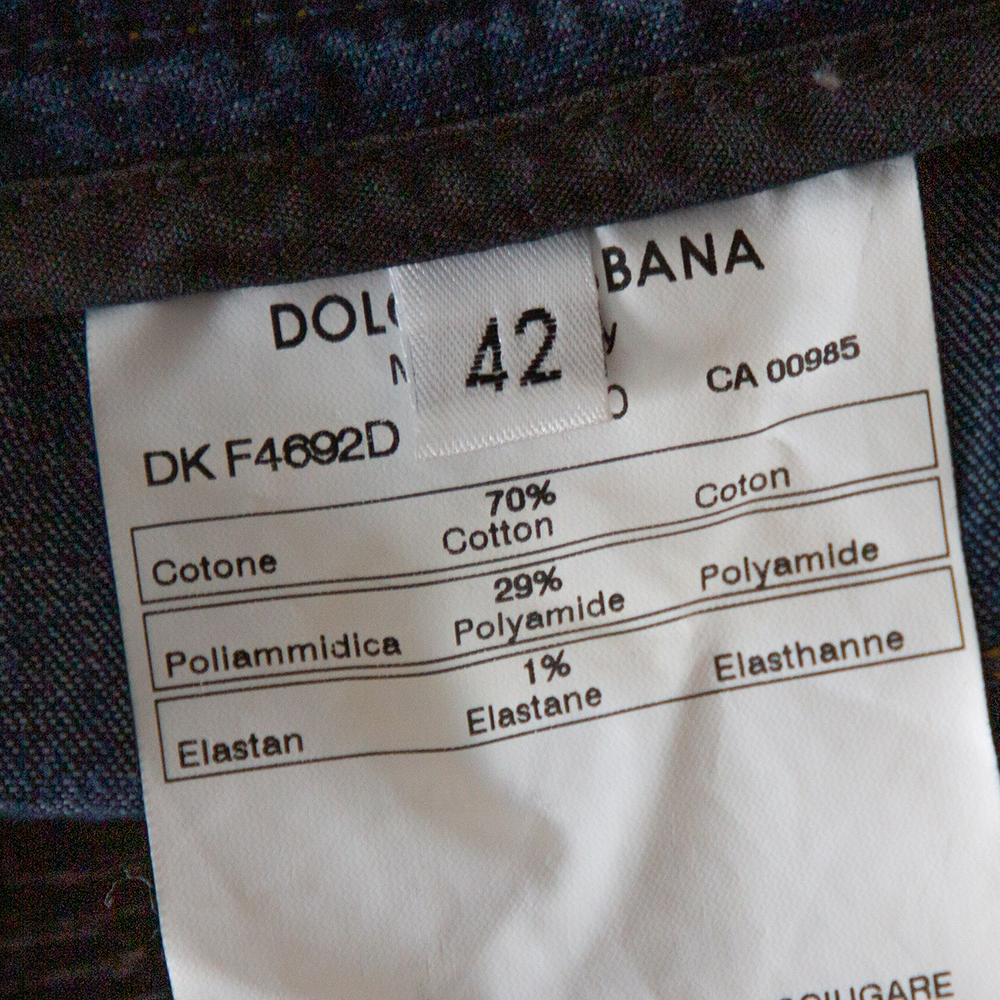 BANA
42
CA 00985
DK F4692D
70%
Cotone Cotton Coton
29%
Poliammidica Polyamide Polyamide
1%
Elastan Elastane Elasthanne